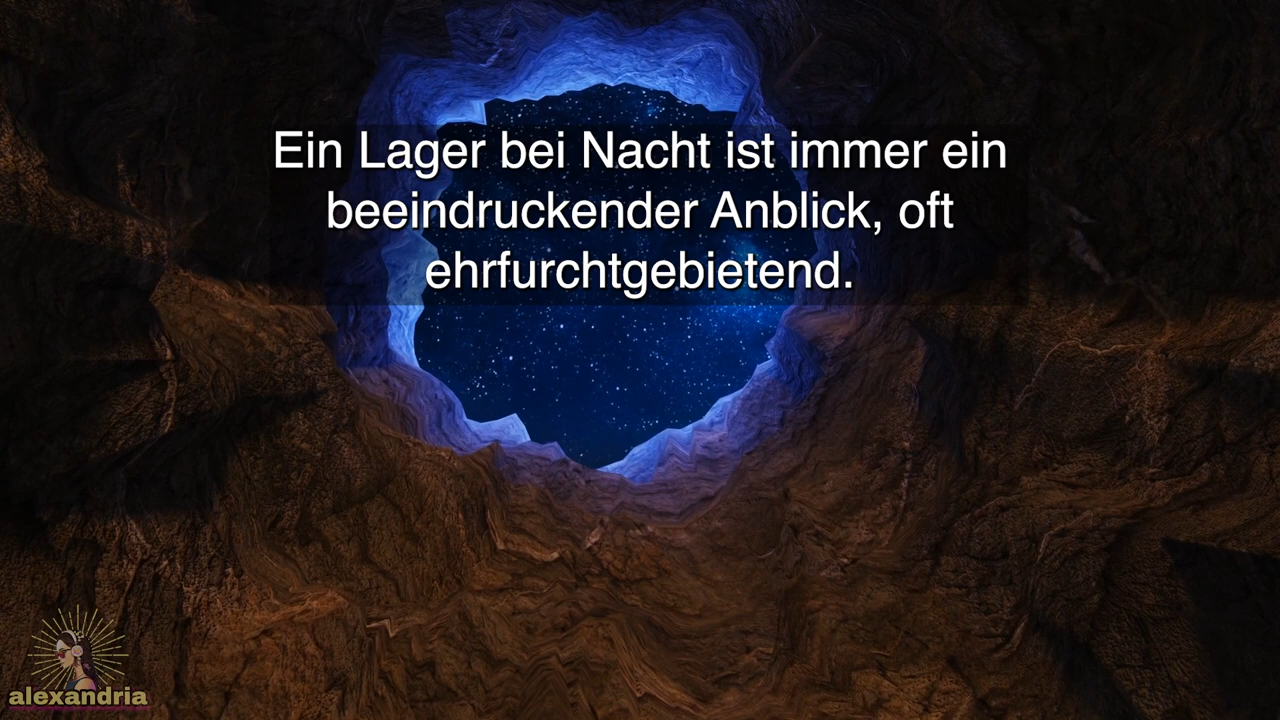 Ein Lager bei Nacht ist immer ein
beeindruckender Anblick, oft
ehrfurchtgebietend.
alexandria